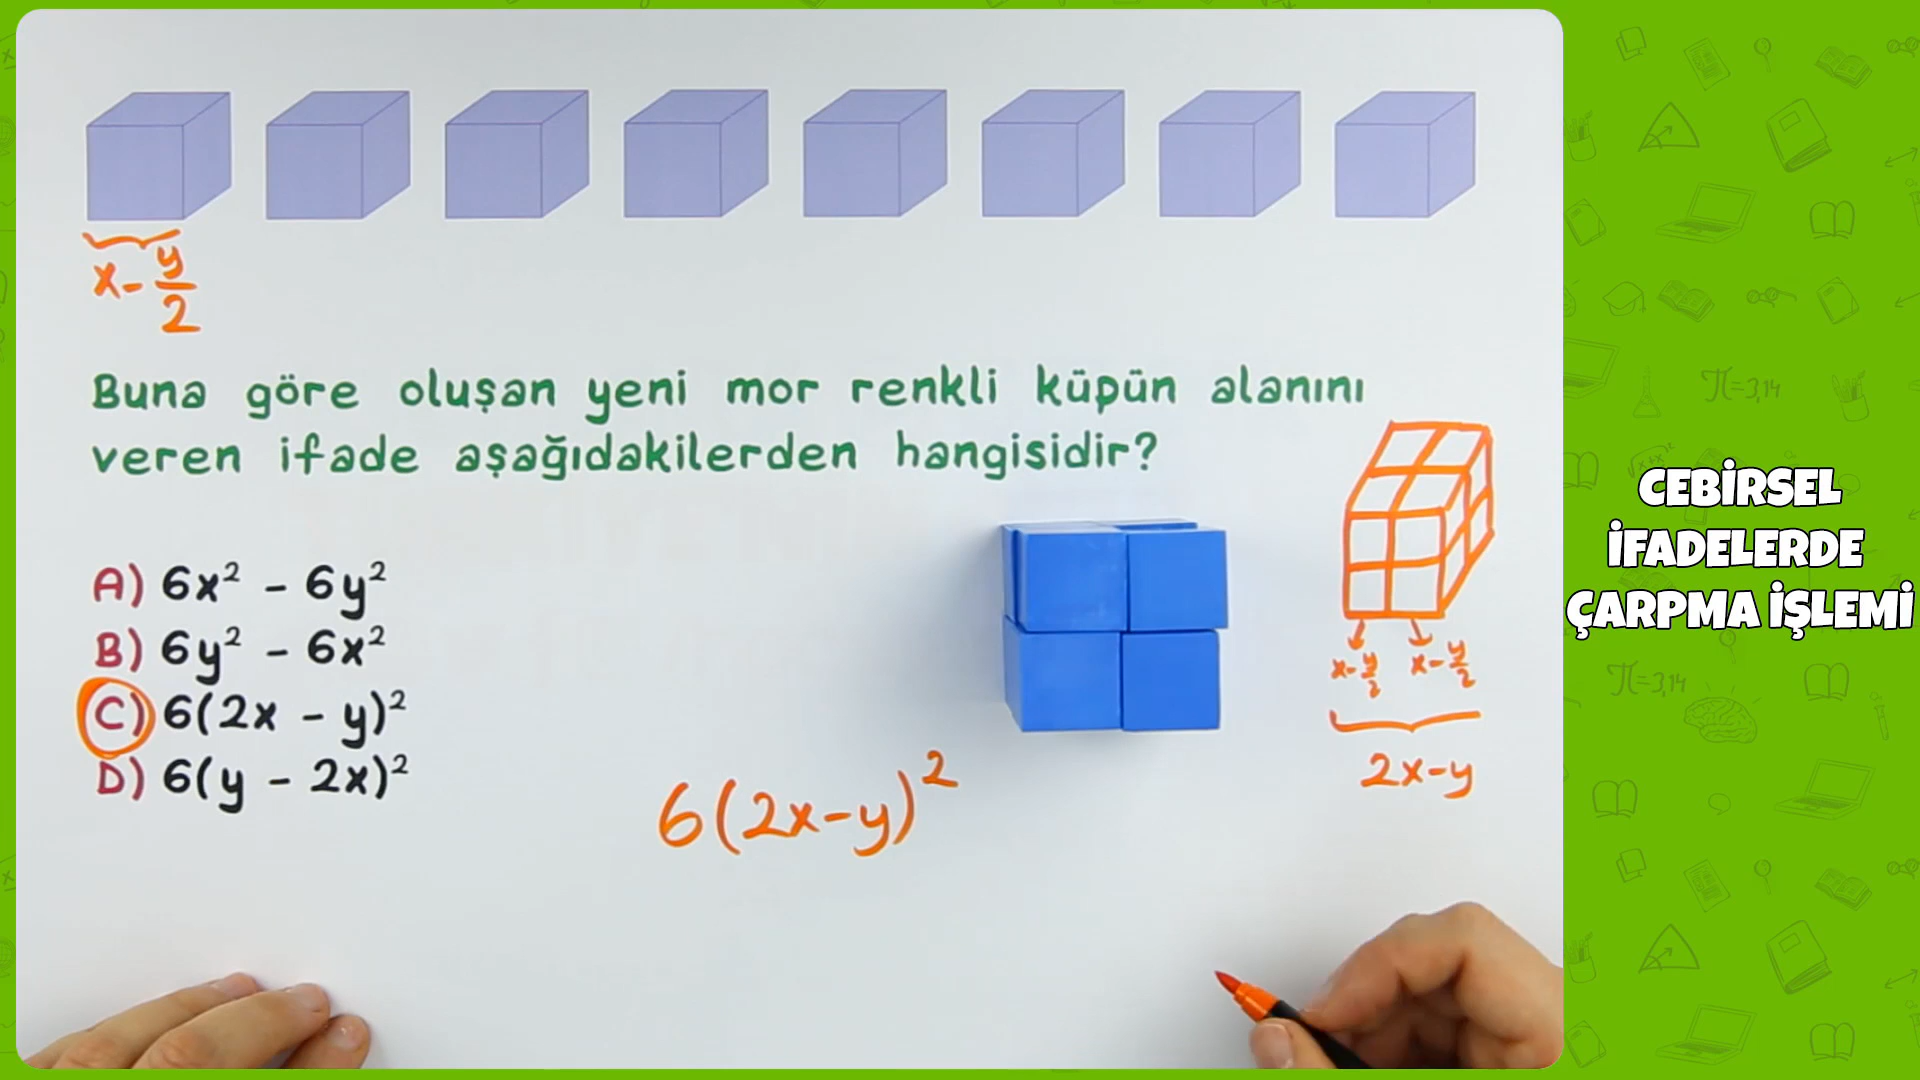 x - y/2
Buna göre oluşan yeni mor renkli küpün alanını
veren ifade aşağıdakilerden hangisidir?
A) 6x² - 6y²
B) 6y² - 6x²
C) 6(2x - y)²
D) 6(y - 2x)²
x-y/2 x-y/2
2x-y
6(2x-y)²
CEBİRSEL
İFADELERDE
ÇARPMA İŞLEMİ
π=3,14
π=3,14